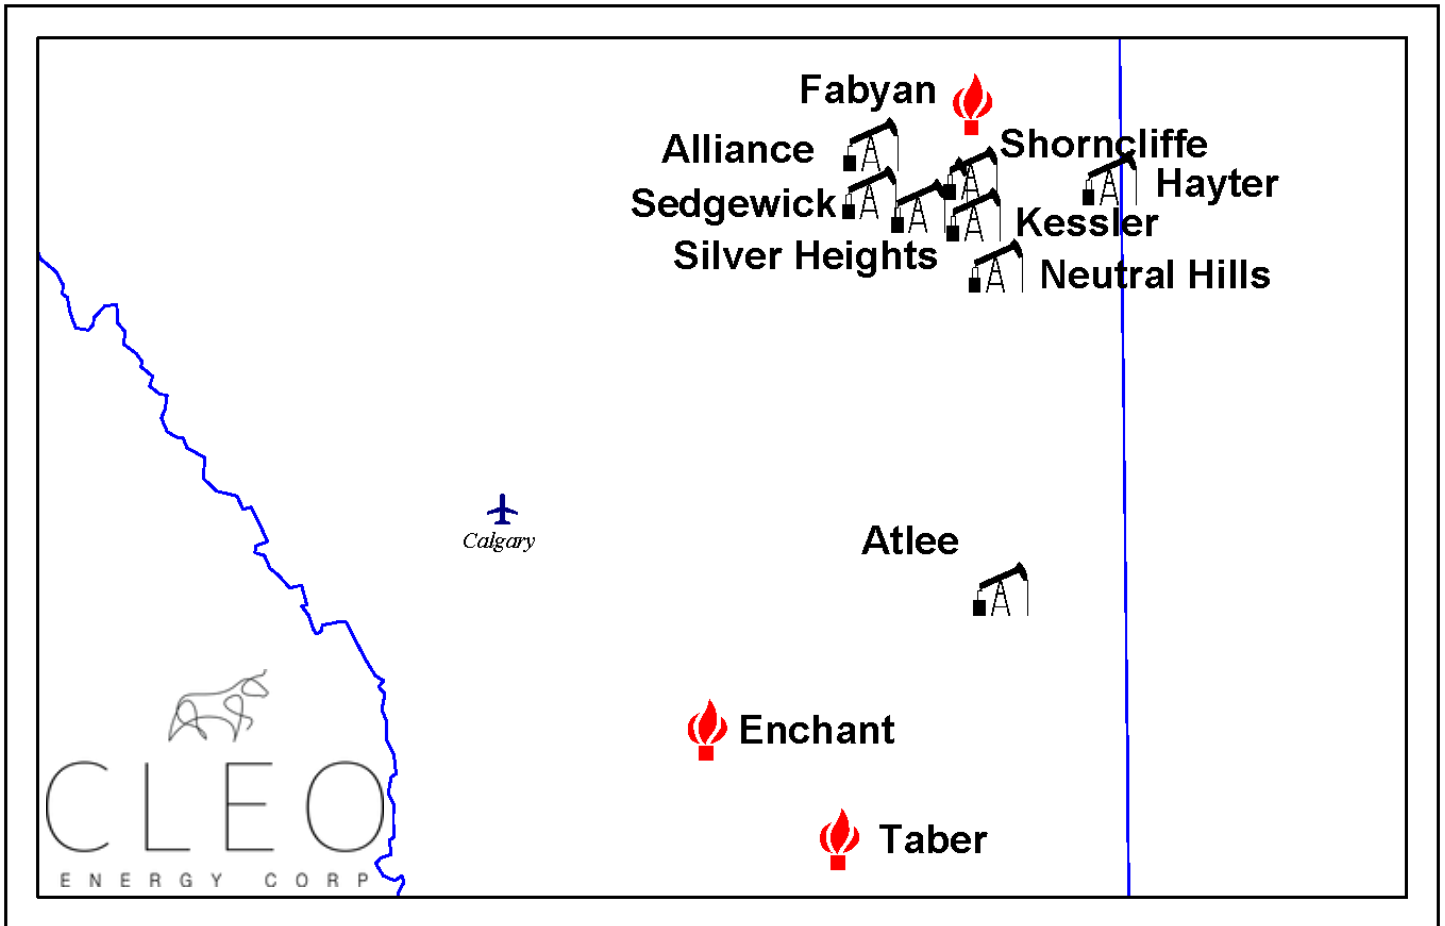 Fabyan
Shorncliffe
Alliance
Hayter
Sedgewick
Kessler
Silver Heights
Neutral Hills
Calgary
Atlee
Enchant
CLEO
ENERGY CORP
Taber